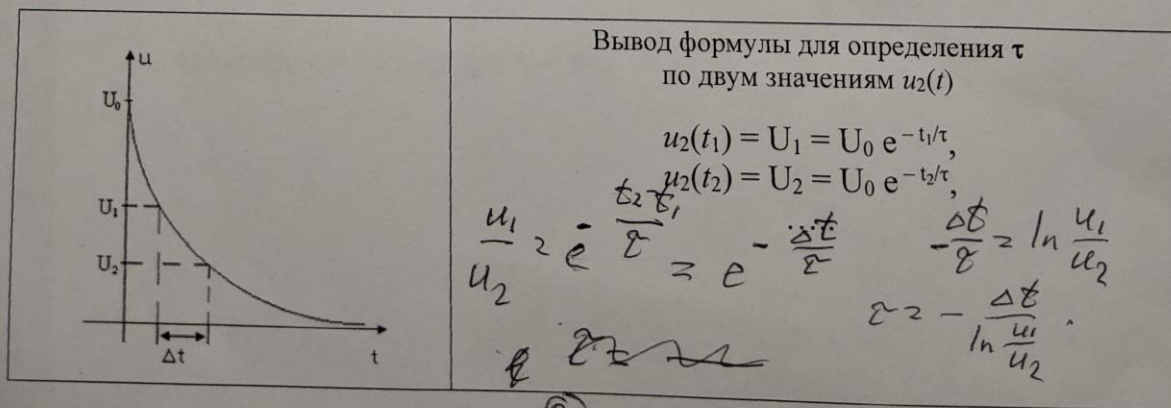 u
U₀
U₁
U₂
Δt
t
Вывод формулы для определения τ
по двум значениям u₂(t)
u₂(t₁) = U₁ = U₀ e^(– t₁/τ),
u₂(t₂) = U₂ = U₀ e^(– t₂/τ),
...
u₁/u₂ = e^(-(t₂-t₁)/τ) = e^(-Δt/τ)
-Δt/τ = ln u₁/u₂
τ = - Δt/(ln u₁/u₂).